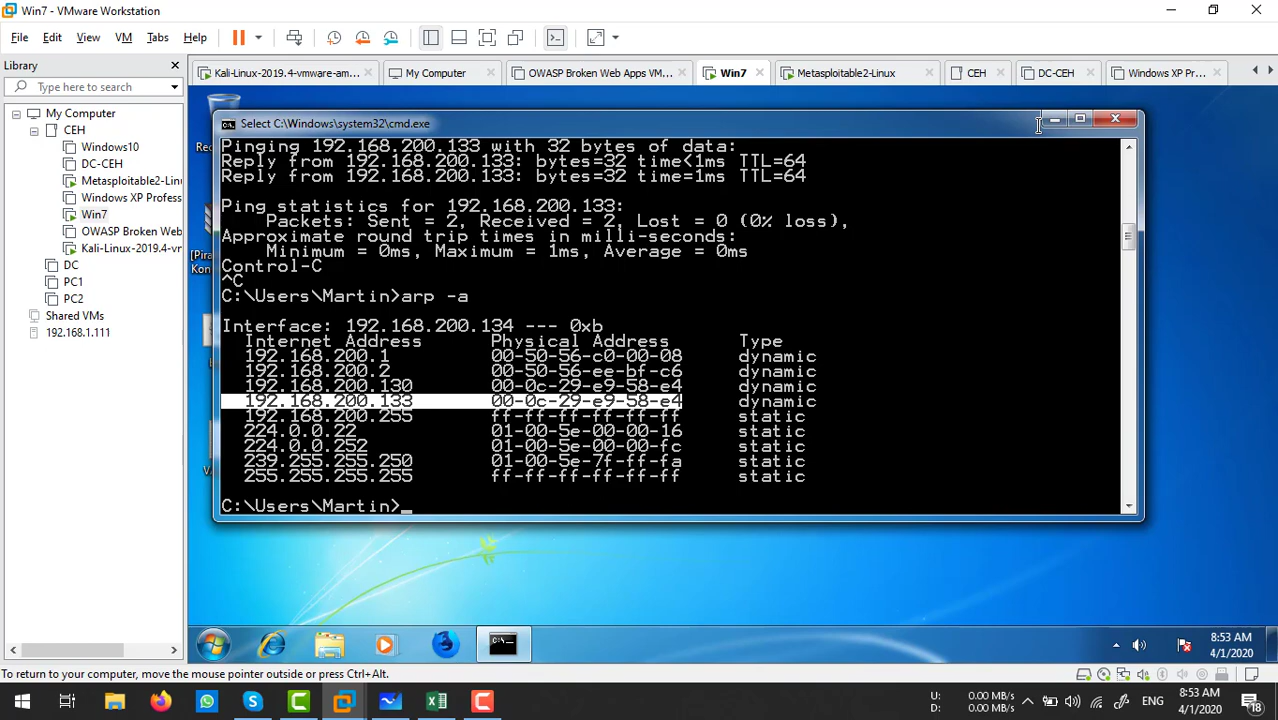 Win7 - VMware Workstation
File Edit View VM Tabs Help
Library
Type here to search
My Computer
CEH
Windows10
DC-CEH
Metasploitable2-Linu
Windows XP Profess
Win7
OWASP Broken Web
Kali-Linux-2019.4-vr
DC
PC1
PC2
Shared VMs
192.168.1.111
Kali-Linux-2019.4-vmware-am...
My Computer
OWASP Broken Web Apps VM...
Win7
Metasploitable2-Linux
CEH
DC-CEH
Windows XP Pr...
Select C:\Windows\system32\cmd.exe
Pinging 192.168.200.133 with 32 bytes of data:
Reply from 192.168.200.133: bytes=32 time<1ms TTL=64
Reply from 192.168.200.133: bytes=32 time=1ms TTL=64
Ping statistics for 192.168.200.133:
Packets: Sent = 2, Received = 2, Lost = 0 (0% loss),
Approximate round trip times in milli-seconds:
Minimum = 0ms, Maximum = 1ms, Average = 0ms
Control-C
^C
C:\Users\Martin>arp -a
Interface: 192.168.200.134 --- 0xb
Internet Address Physical Address Type
192.168.200.1 00-50-56-c0-00-08 dynamic
192.168.200.2 00-50-56-ee-bf-c6 dynamic
192.168.200.130 00-0c-29-e9-58-e4 dynamic
192.168.200.133 00-0c-29-e9-58-e4 dynamic
192.168.200.255 ff-ff-ff-ff-ff-ff static
224.0.0.22 01-00-5e-00-00-16 static
224.0.0.252 01-00-5e-00-00-fc static
239.255.255.250 01-00-5e-7f-ff-fa static
255.255.255.255 ff-ff-ff-ff-ff-ff static
C:\Users\Martin>_
8:53 AM
4/1/2020
To return to your computer, move the mouse pointer outside or press Ctrl+Alt.
U: 0.00 MB/s
D: 0.00 MB/s
ENG
8:53 AM
4/1/2020
18